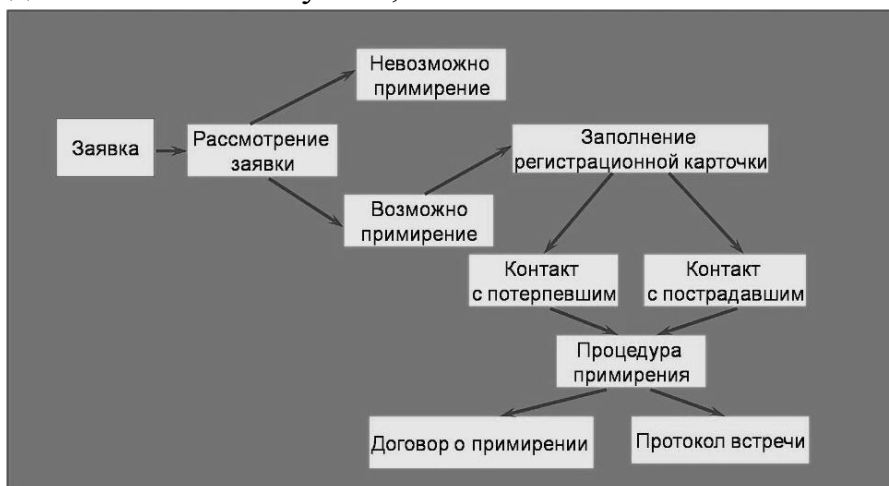 Невозможно
примирение
Заявка
Рассмотрение
заявки
Возможно
примирение
Заполнение
регистрационной карточки
Контакт
с потерпевшим
Контакт
с пострадавшим
Процедура
примирения
Договор о примирении
Протокол встречи